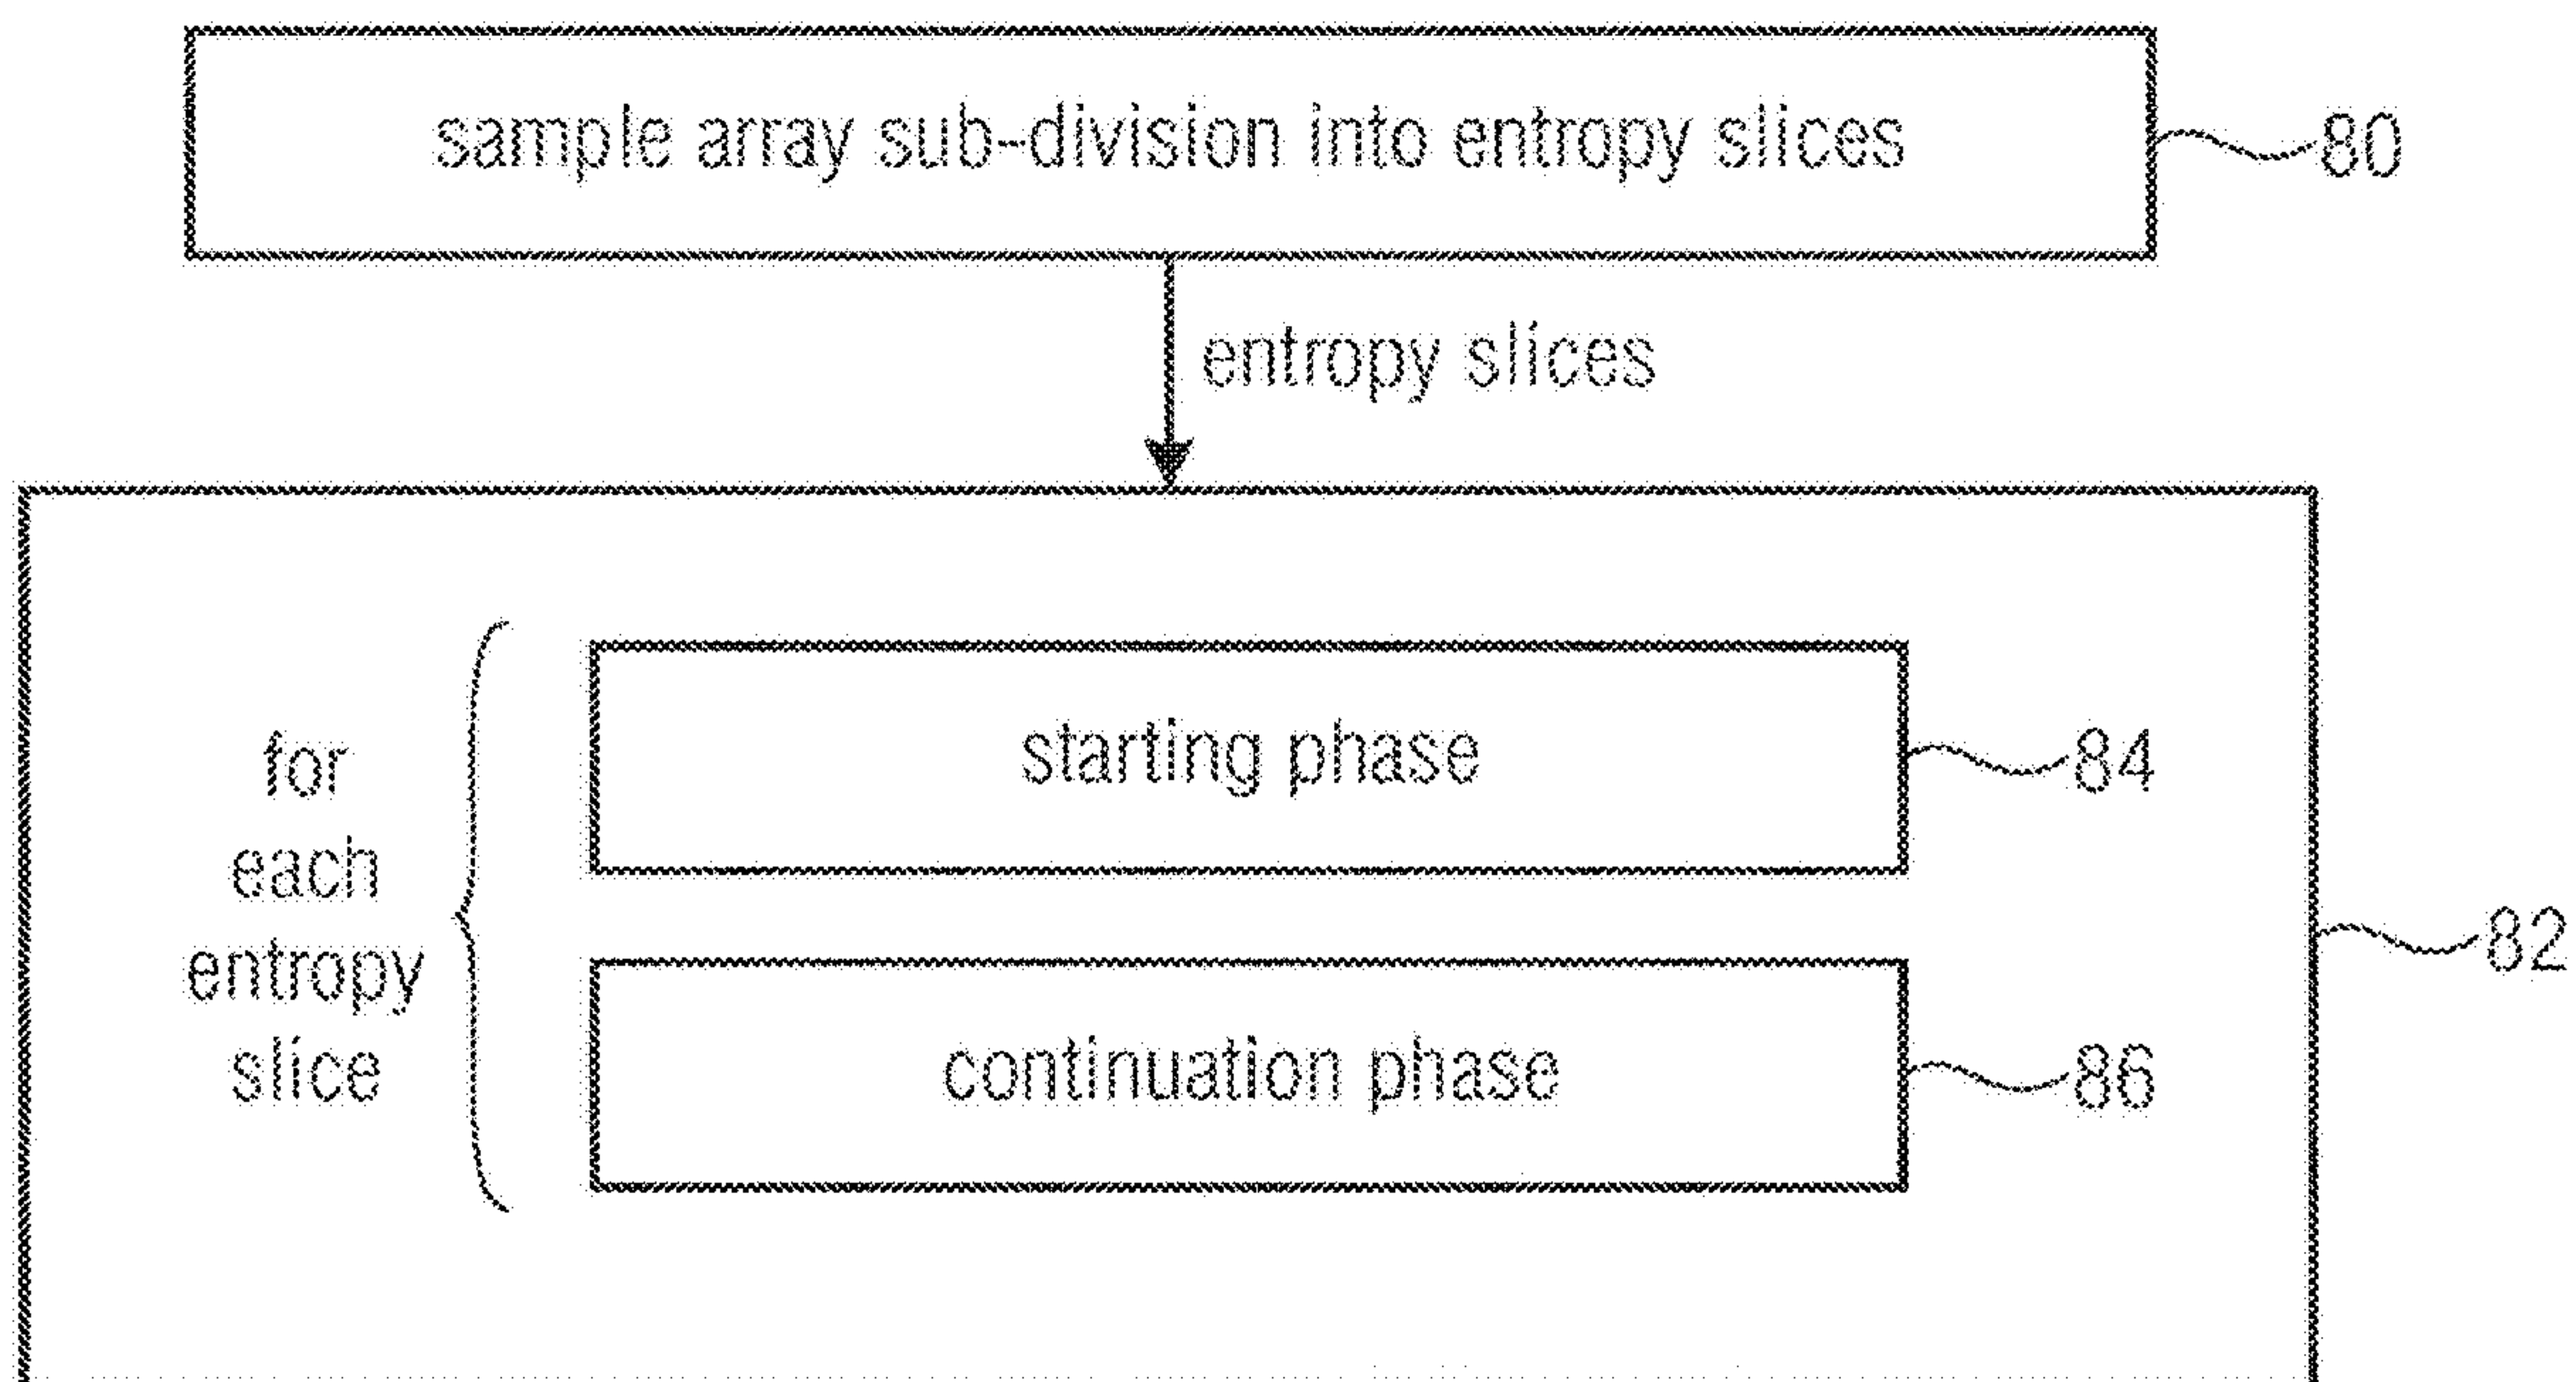 sample array sub-division into entropy slices
80
entropy slices
for
each
entropy
slice
starting phase
84
continuation phase
86
82